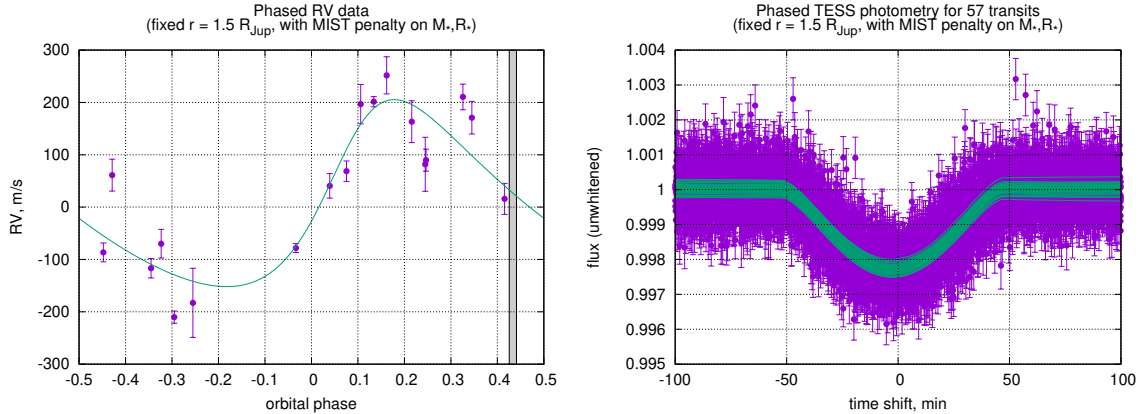 Phased RV data
(fixed r = 1.5 RJup, with MIST penalty on M*,R*)
RV, m/s
300
200
100
0
-100
-200
-300
-0.5 -0.4 -0.3 -0.2 -0.1 0 0.1 0.2 0.3 0.4 0.5
orbital phase
Phased TESS photometry for 57 transits
(fixed r = 1.5 RJup, with MIST penalty on M*,R*)
flux (unwhitened)
1.004
1.003
1.002
1.001
1
0.999
0.998
0.997
0.996
0.995
-100 -50 0 50 100
time shift, min